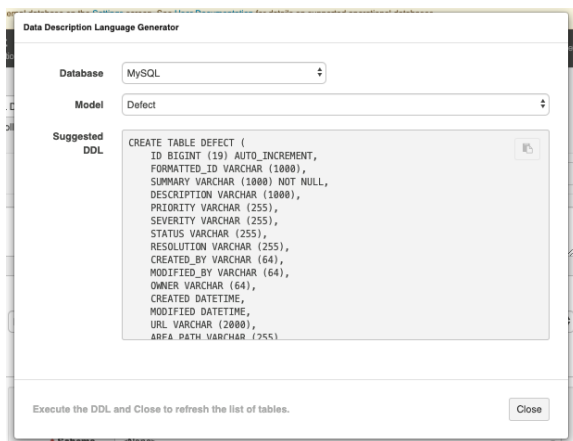 Data Description Language Generator
Database
MySQL
Model
Defect
Suggested
DDL
CREATE TABLE DEFECT (
ID BIGINT (19) AUTO_INCREMENT,
FORMATTED_ID VARCHAR (1000),
SUMMARY VARCHAR (1000) NOT NULL,
DESCRIPTION VARCHAR (1000),
PRIORITY VARCHAR (255),
SEVERITY VARCHAR (255),
STATUS VARCHAR (255),
RESOLUTION VARCHAR (255),
CREATED_BY VARCHAR (64),
MODIFIED_BY VARCHAR (64),
OWNER VARCHAR (64),
CREATED DATETIME,
MODIFIED DATETIME,
URL VARCHAR (2000),
AREA_PATH VARCHAR (255)
Execute the DDL and Close to refresh the list of tables.
Close